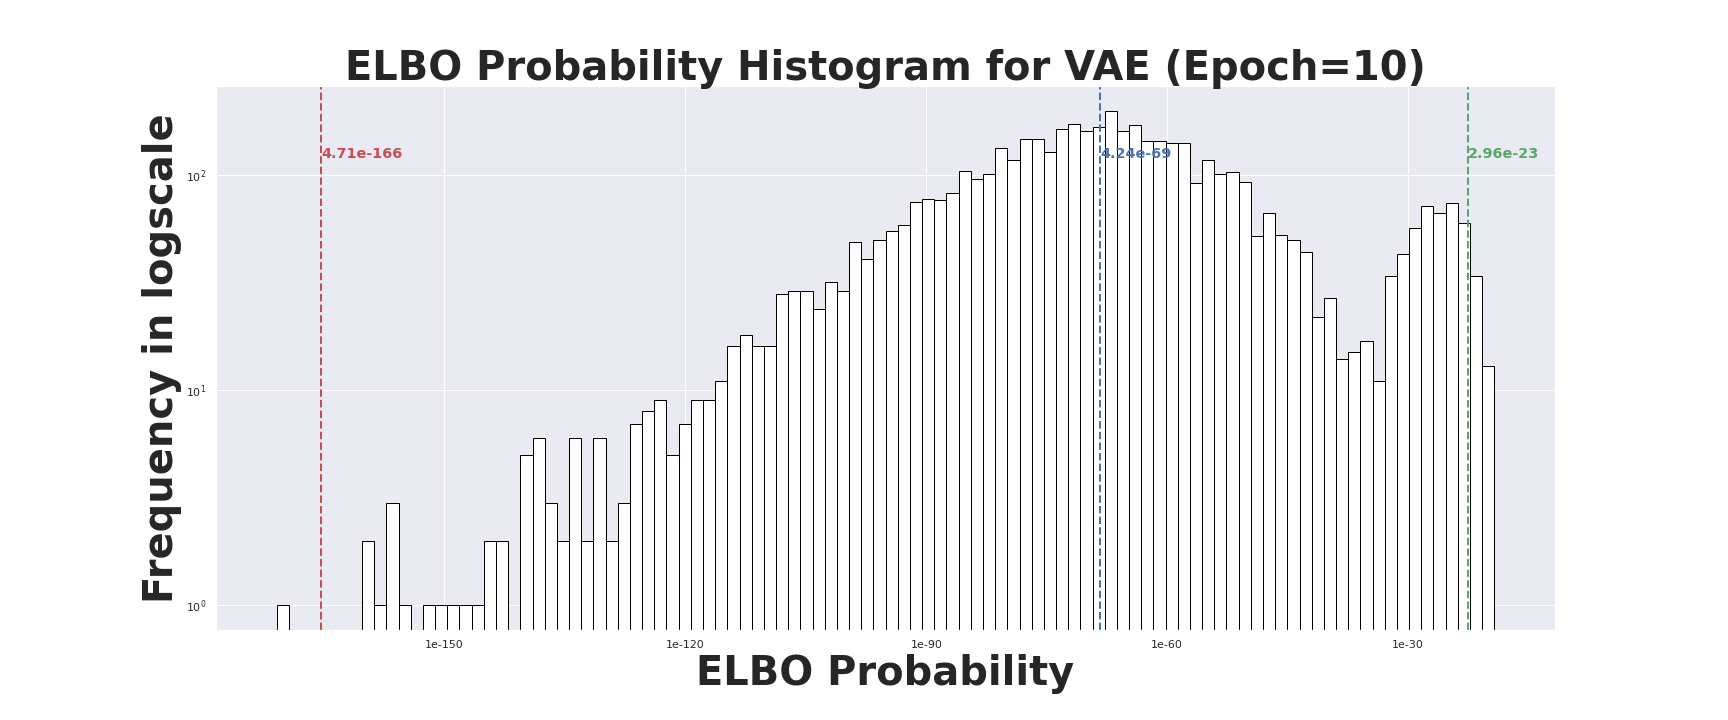 ELBO Probability Histogram for VAE (Epoch=10)
Frequency in logscale
10²
10¹
10⁰
4.71e-166
4.24e-69
2.96e-23
1e-150
1e-120
1e-90
1e-60
1e-30
ELBO Probability